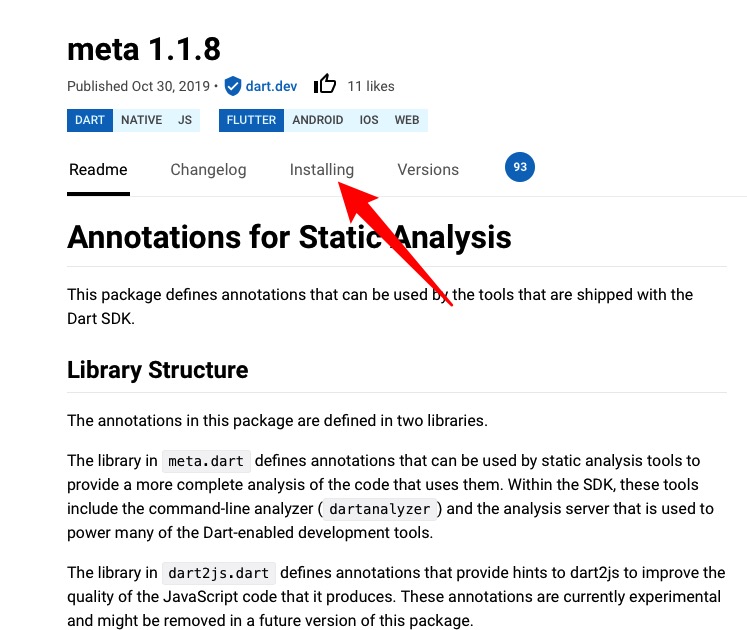 meta 1.1.8
Published Oct 30, 2019 • dart.dev 11 likes
DART NATIVE JS FLUTTER ANDROID IOS WEB
Readme Changelog Installing Versions 93
Annotations for Static Analysis
This package defines annotations that can be used by the tools that are shipped with the
Dart SDK.
Library Structure
The annotations in this package are defined in two libraries.
The library in meta.dart defines annotations that can be used by static analysis tools to
provide a more complete analysis of the code that uses them. Within the SDK, these tools
include the command-line analyzer ( dartanalyzer ) and the analysis server that is used to
power many of the Dart-enabled development tools.
The library in dart2js.dart defines annotations that provide hints to dart2js to improve the
quality of the JavaScript code that it produces. These annotations are currently experimental
and might be removed in a future version of this package.